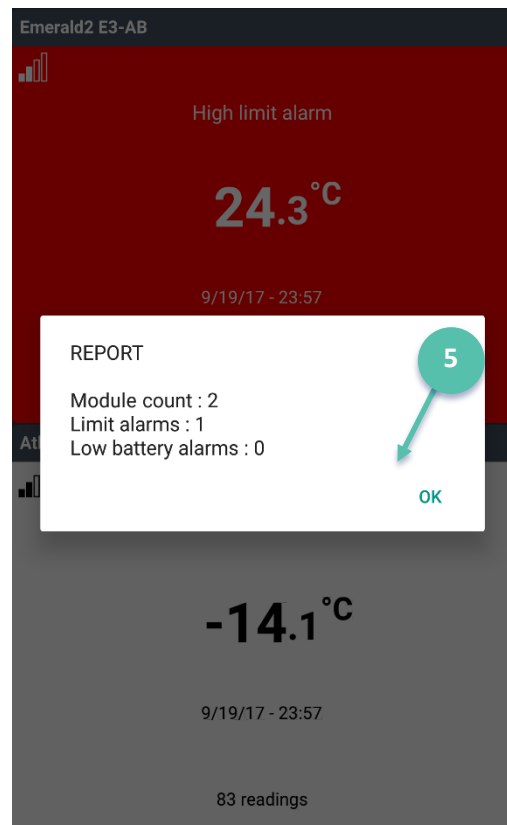 Emerald2 E3-AB
High limit alarm
24.3°C
9/19/17 - 23:57
REPORT
5
Module count : 2
Limit alarms : 1
Low battery alarms : 0
OK
-14.1°C
9/19/17 - 23:57
83 readings